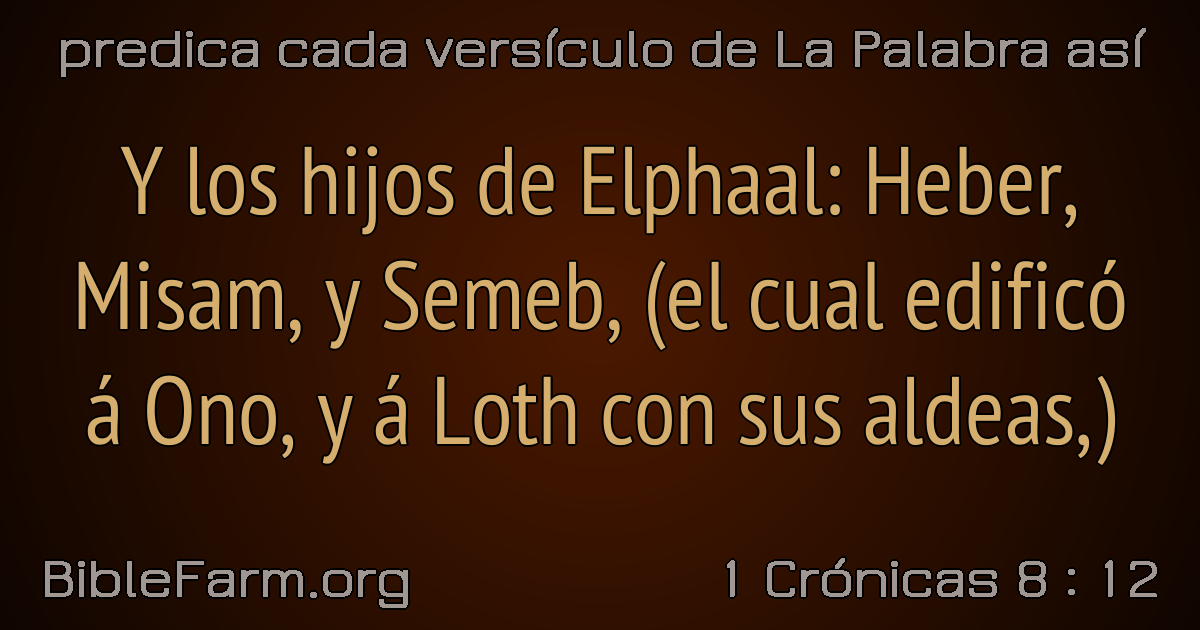 predica cada versículo de La Palabra así
Y los hijos de Elphaal: Heber,
Misam, y Semeb, (el cual edificó
á Ono, y á Loth con sus aldeas,)
BibleFarm.org
1 Crónicas 8 : 12